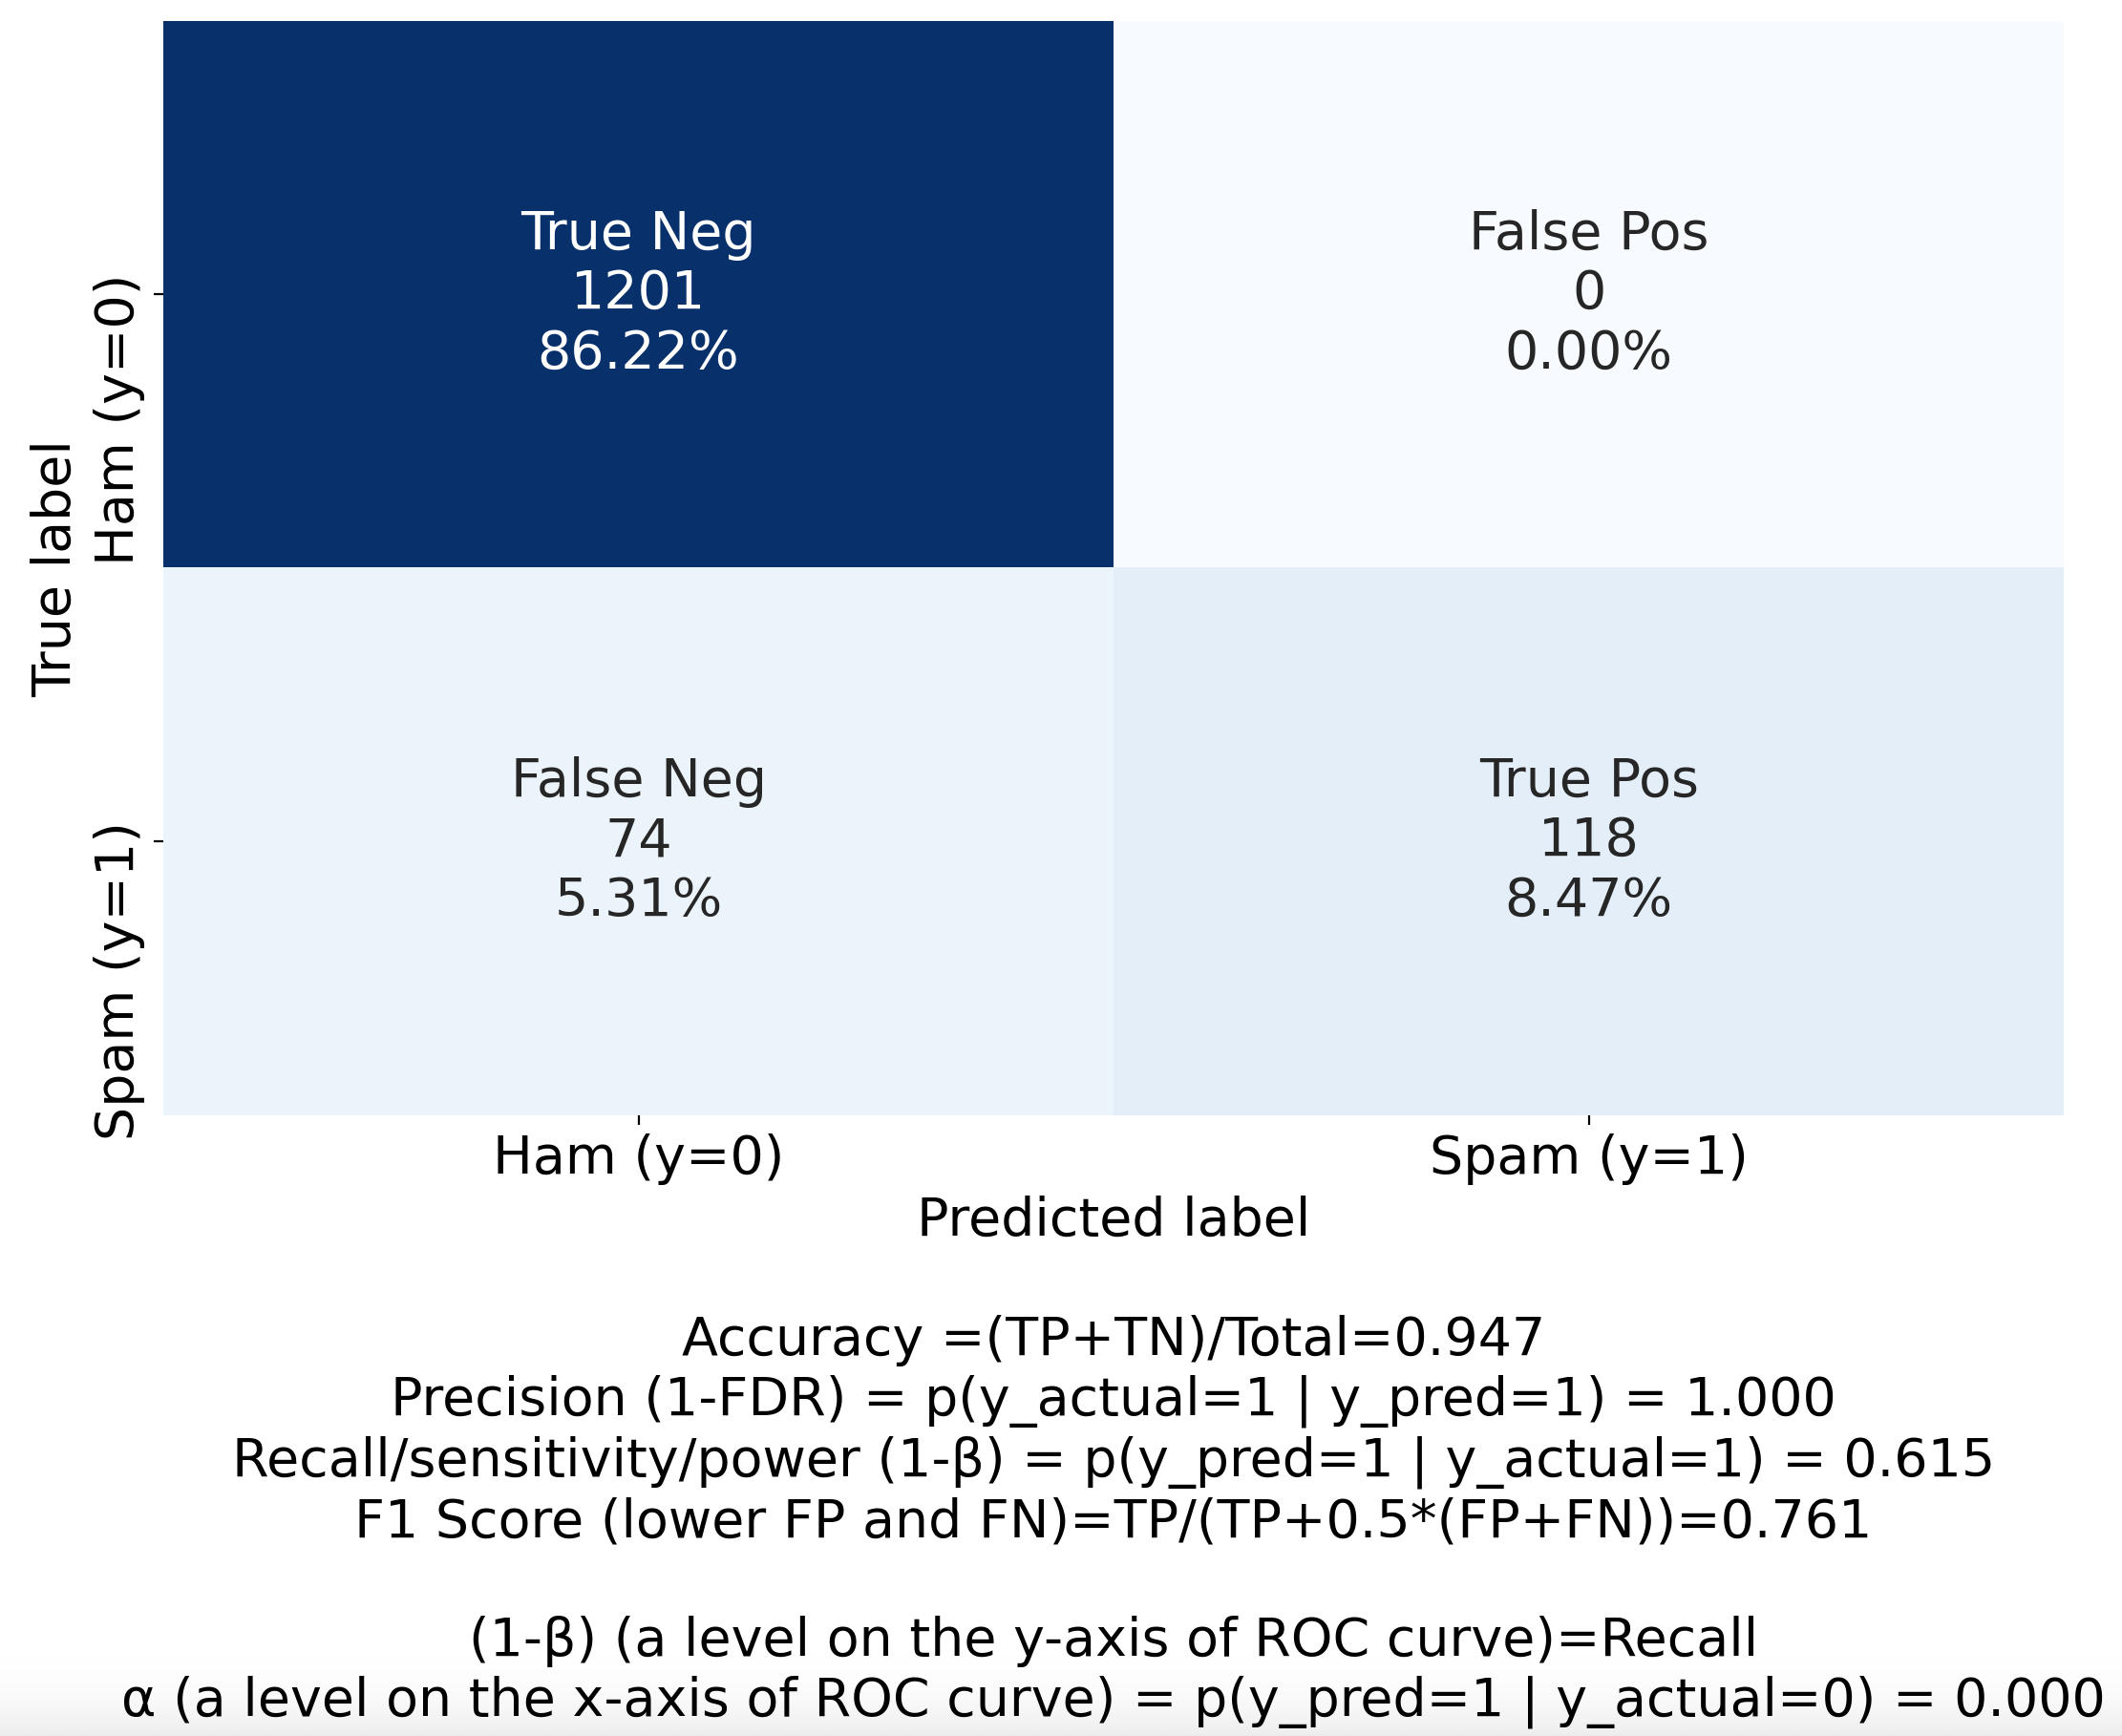 True label
Ham (y=0)
True Neg
1201
86.22%
False Pos
0
0.00%
Spam (y=1)
False Neg
74
5.31%
True Pos
118
8.47%
Ham (y=0)
Spam (y=1)
Predicted label
Accuracy =(TP+TN)/Total=0.947
Precision (1-FDR) = p(y_actual=1 | y_pred=1) = 1.000
Recall/sensitivity/power (1-β) = p(y_pred=1 | y_actual=1) = 0.615
F1 Score (lower FP and FN)=TP/(TP+0.5*(FP+FN))=0.761
(1-β) (a level on the y-axis of ROC curve)=Recall
α (a level on the x-axis of ROC curve) = p(y_pred=1 | y_actual=0) = 0.000